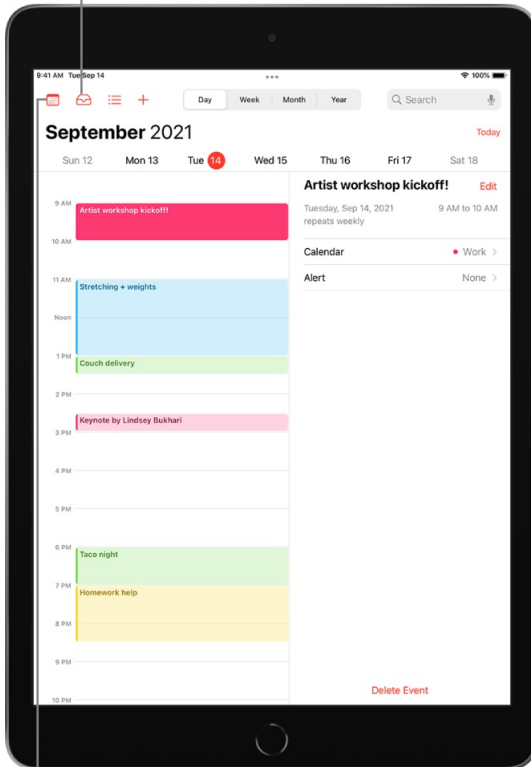 9:41 AM Tue Sep 14
100%
Day Week Month Year
Search
September 2021
Today
Sun 12 Mon 13 Tue 14 Wed 15 Thu 16 Fri 17 Sat 18
9 AM
Artist workshop kickoff!
10 AM
11 AM
Stretching + weights
Noon
1 PM
Couch delivery
2 PM
Keynote by Lindsey Bukhari
3 PM
4 PM
5 PM
6 PM
Taco night
7 PM
Homework help
8 PM
9 PM
10 PM
Artist workshop kickoff! Edit
Tuesday, Sep 14, 2021 9 AM to 10 AM
repeats weekly
Calendar Work
Alert None
Delete Event